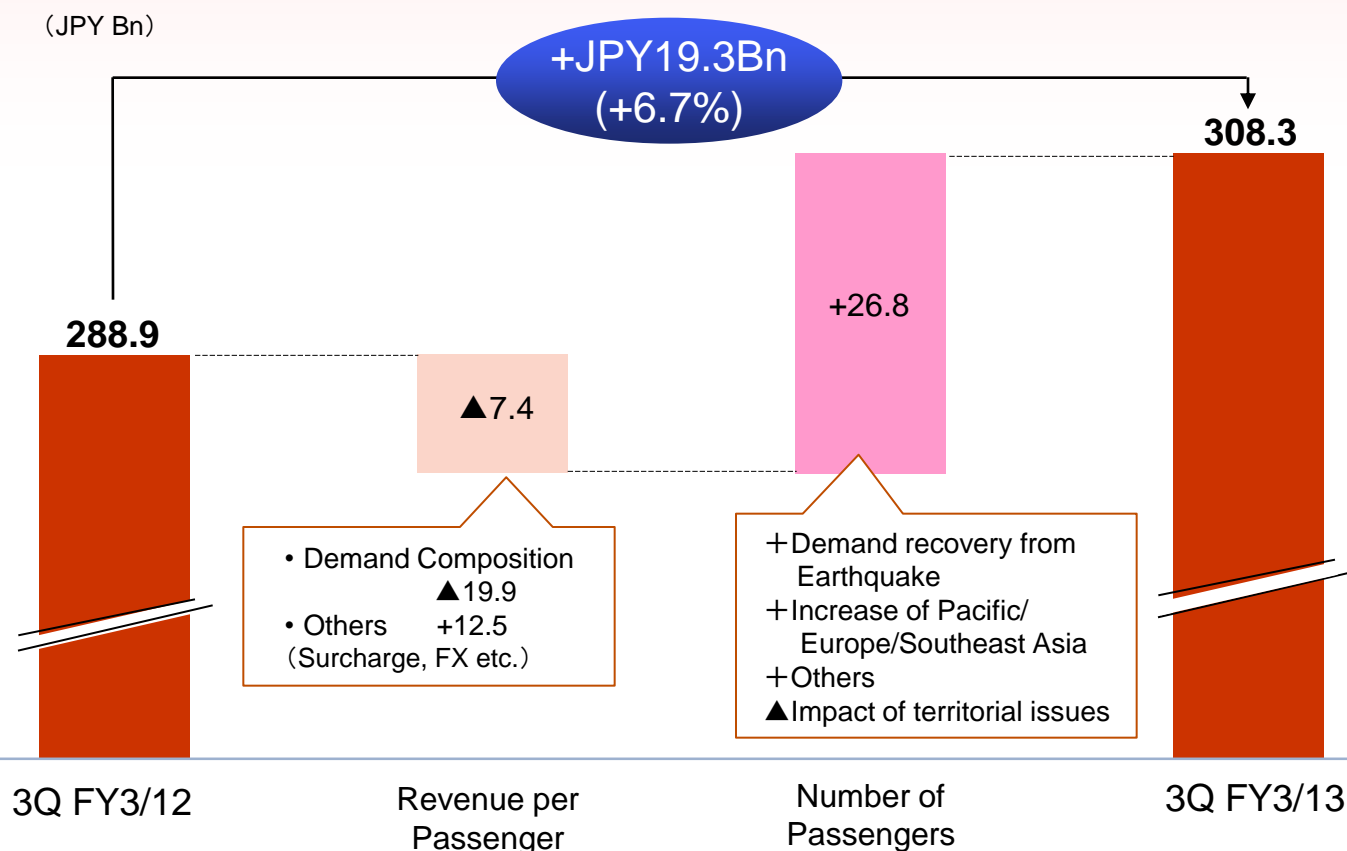 （JPY Bn）
+JPY19.3Bn
(+6.7%)
308.3
288.9
+26.8
▲7.4
・Demand Composition
▲19.9
・Others +12.5
（Surcharge, FX etc.）
＋Demand recovery from
Earthquake
＋Increase of Pacific/
Europe/Southeast Asia
＋Others
▲Impact of territorial issues
3Q FY3/12
Revenue per
Passenger
Number of
Passengers
3Q FY3/13